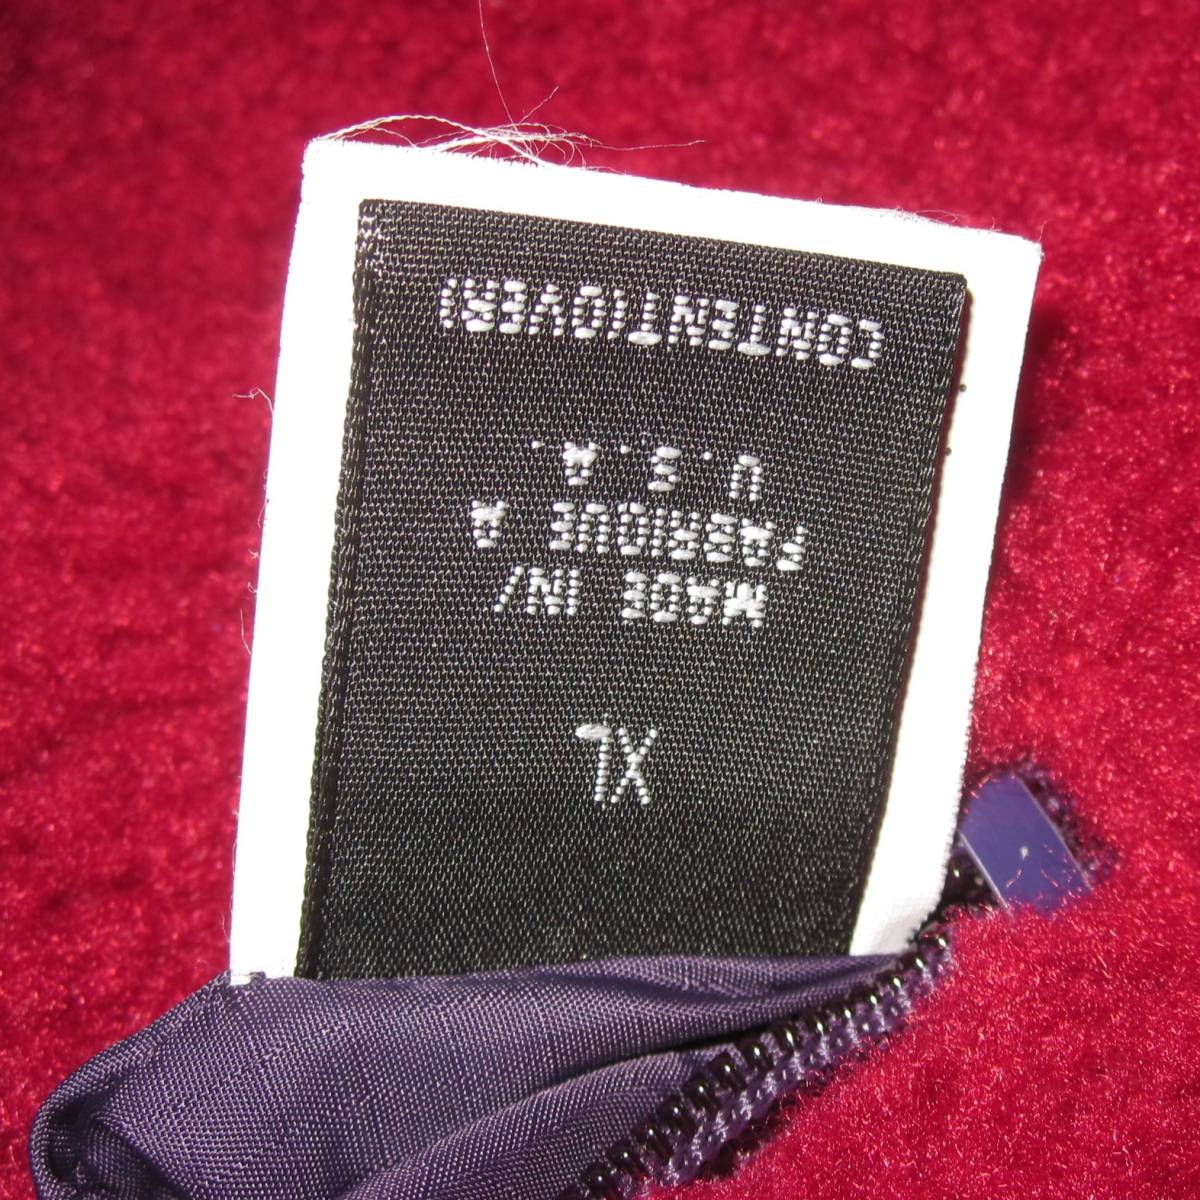 XL
MADE IN/
FABRIQUE A
U.S.A.
CONTENT(OVER)